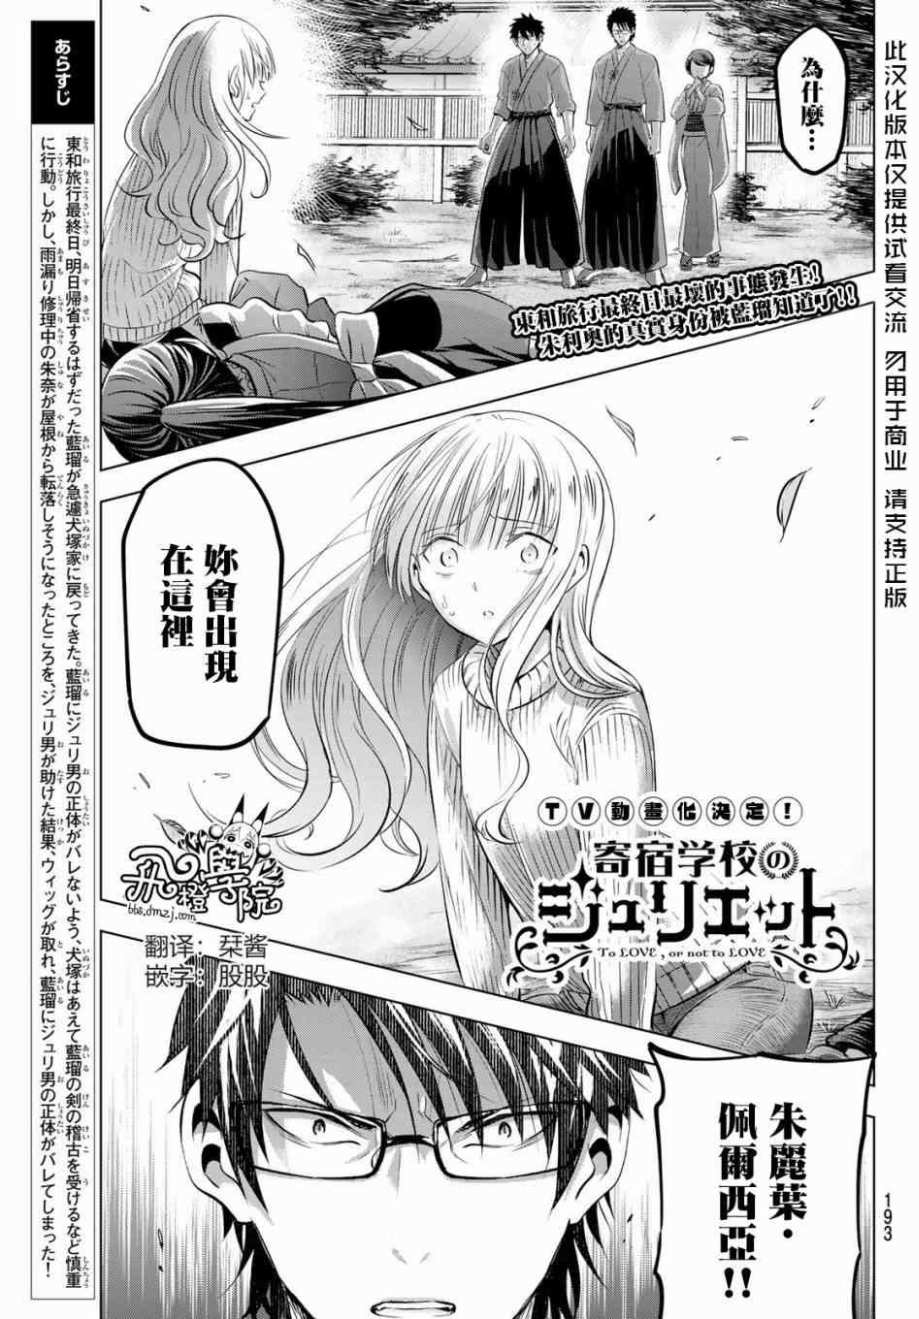 為什麼…
東和旅行最終日最壞的事態發生!
朱利奧的真實身份被藍瑠知道了!!
妳會出現
在這裡
TV動畫化決定!
寄宿学校の
ジュリエット
To LOVE, or not to LOVE
朱麗葉·
佩爾西亞!!
bbs.dmzj.com
翻译:栞酱
嵌字:股股
あらすじ
東和旅行最終日、明日帰省するはずだった藍瑠が急遽犬塚家に戻ってきた。藍瑠にジュリ男の正体がバレないよう、犬塚はあえて藍瑠の剣の稽古を受けるなど慎重
に行動。しかし、雨漏り修理中の朱奈が屋根から転落しそうになったところを、ジュリ男が助けた結果、ウィッグが取れ、藍瑠にジュリ男の正体がバレてしまった!
此汉化版本仅提供试看交流 勿用于商业 请支持正版
193